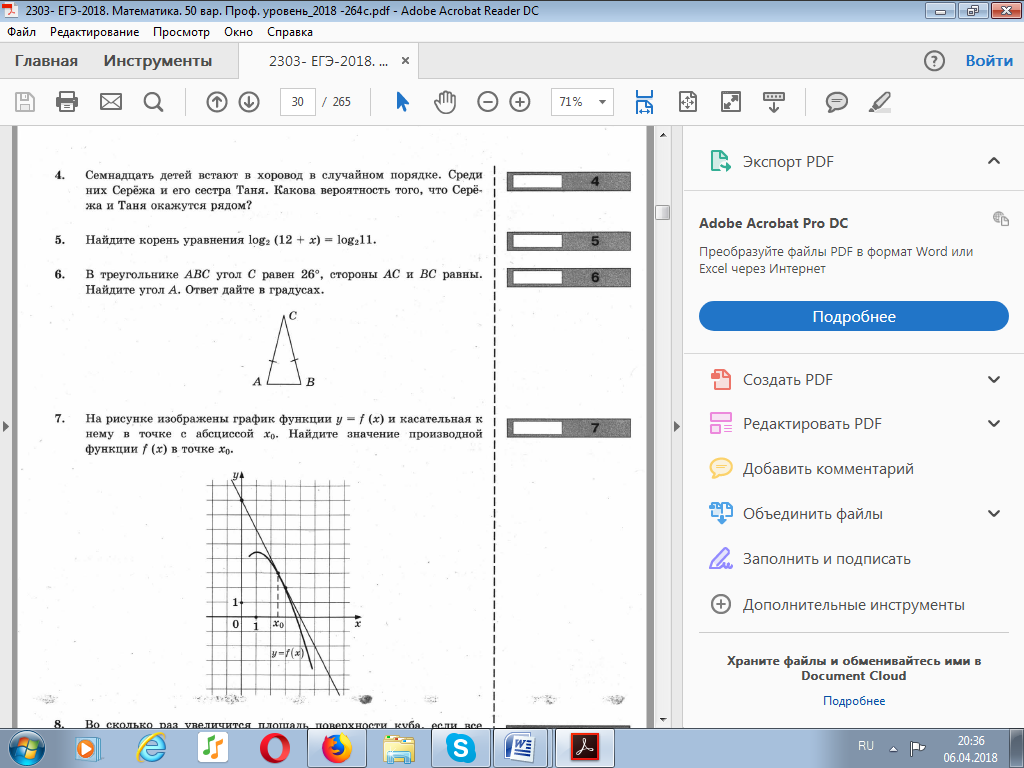 2303- ЕГЭ-2018. Математика. 50 вар. Проф. уровень_2018 -264с.pdf - Adobe Acrobat Reader DC
Файл Редактирование Просмотр Окно Справка
Главная Инструменты 2303- ЕГЭ-2018. ... × ? Войти
30 / 265 71%
4. Семнадцать детей встают в хоровод в случайном порядке. Среди
них Серёжа и его сестра Таня. Какова вероятность того, что Серё-
жа и Таня окажутся рядом?
4
5. Найдите корень уравнения log₂ (12 + x) = log₂11.
5
6. В треугольнике ABC угол C равен 26°, стороны AC и BC равны.
Найдите угол A. Ответ дайте в градусах.
6
C
A B
7. На рисунке изображены график функции y = f (x) и касательная к
нему в точке с абсциссой x₀. Найдите значение производной
функции f (x) в точке x₀.
7
y
1
0 1 x₀ x
y=f(x)
8. Во сколько раз увеличится площадь поверхности куба, если все
Экспорт PDF
Adobe Acrobat Pro DC
Преобразуйте файлы PDF в формат Word или
Excel через Интернет
Подробнее
Создать PDF
Редактировать PDF
Добавить комментарий
Объединить файлы
Заполнить и подписать
Дополнительные инструменты
Храните файлы и обменивайтесь ими в
Document Cloud
Подробнее
RU 20:36
06.04.2018